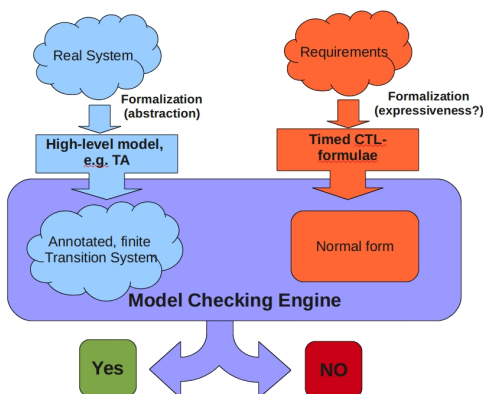 Real System
Requirements
Formalization
(abstraction)
Formalization
(expressiveness?)
High-level model,
e.g. TA
Timed CTL-
formulae
Annotated, finite
Transition System
Normal form
Model Checking Engine
Yes
NO